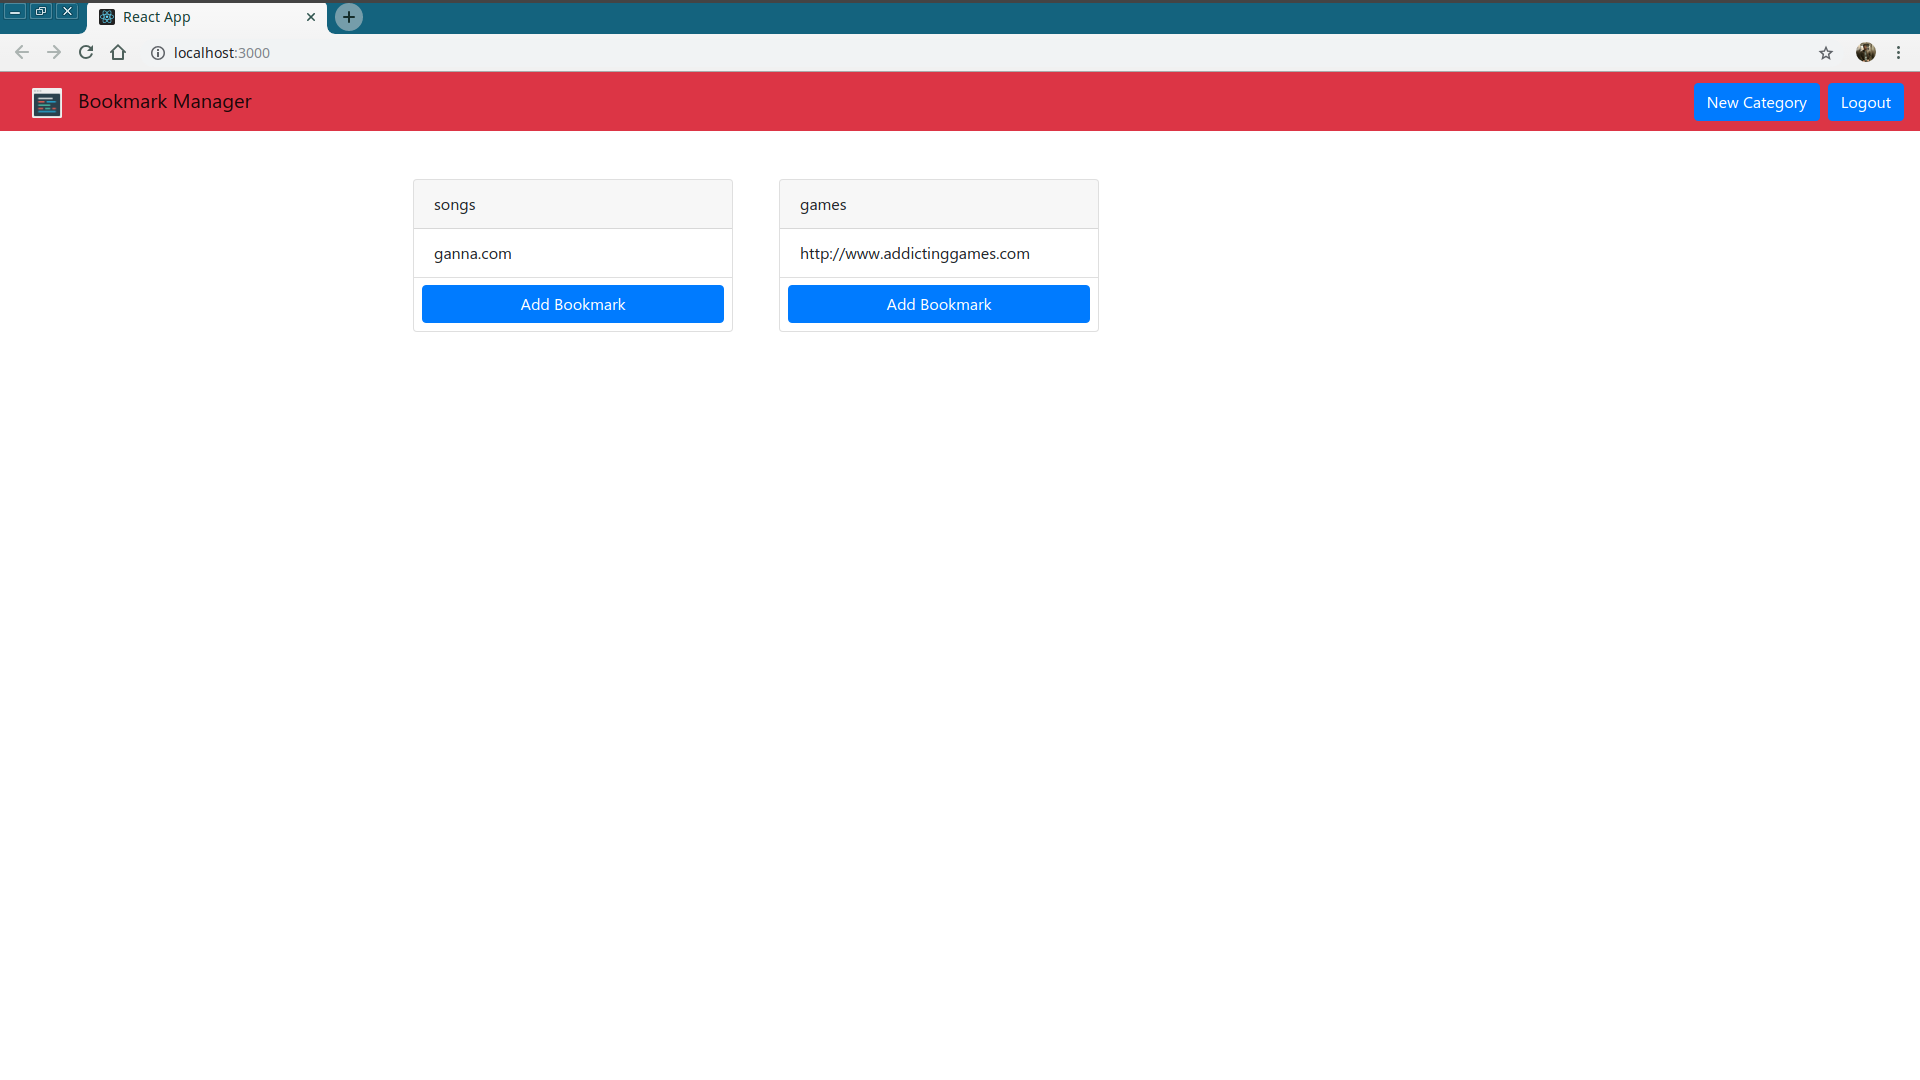 React App
localhost:3000
Bookmark Manager
New Category
Logout
songs
ganna.com
Add Bookmark
games
http://www.addictinggames.com
Add Bookmark